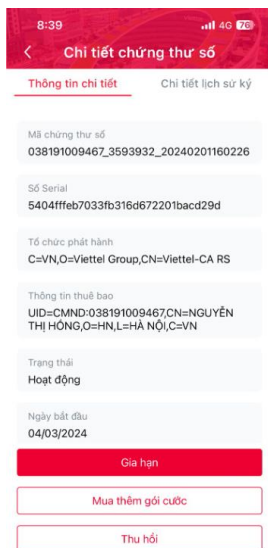 8:39
4G 76
Chi tiết chứng thư số
Thông tin chi tiết
Chi tiết lịch sử ký
Mã chứng thư số
038191009467_3593932_20240201160226
Số Serial
5404fffeb7033fb316d672201bacd29d
Tổ chức phát hành
C=VN,O=Viettel Group,CN=Viettel-CA RS
Thông tin thuê bao
UID=CMND:038191009467,CN=NGUYỄN
THỊ HỒNG,O=HN,L=HÀ NỘI,C=VN
Trạng thái
Hoạt động
Ngày bắt đầu
04/03/2024
Gia hạn
Mua thêm gói cước
Thu hồi